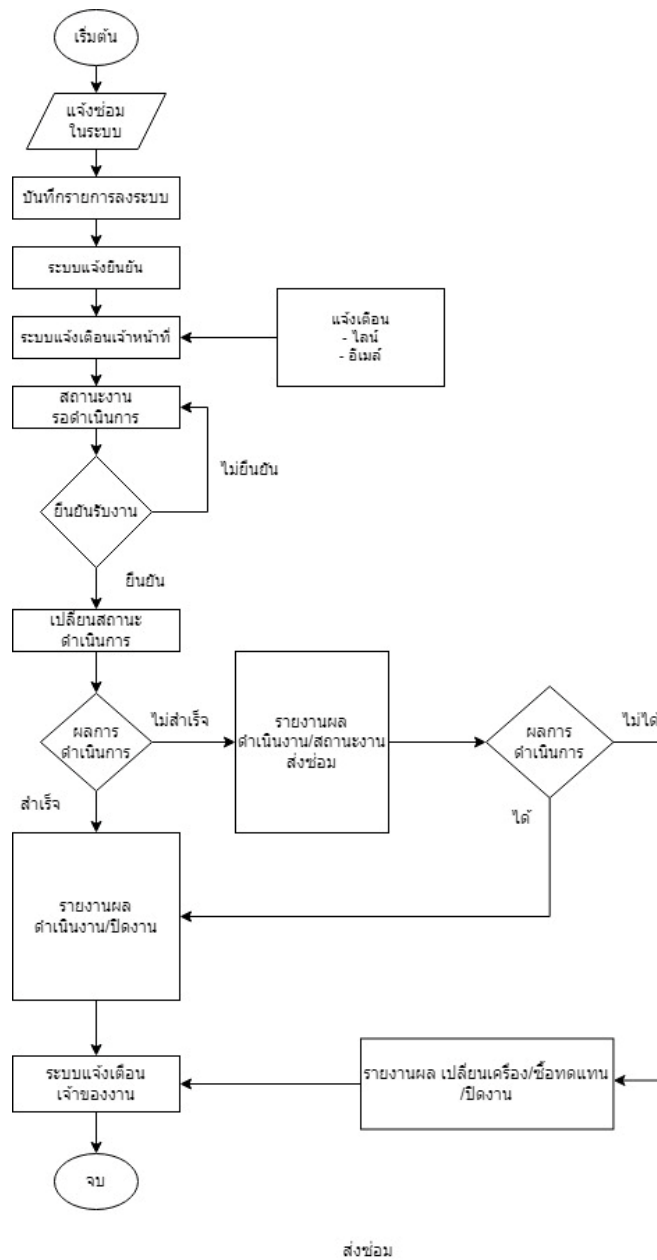 เริ่มต้น
แจ้งซ่อม
ในระบบ
บันทึกรายการลงระบบ
ระบบแจ้งยืนยัน
ระบบแจ้งเตือนเจ้าหน้าที่
แจ้งเตือน
- ไลน์
- อีเมล์
สถานะงาน
รอดำเนินการ
ไม่ยืนยัน
ยืนยันรับงาน
ยืนยัน
เปลี่ยนสถานะ
ดำเนินการ
ผลการ
ดำเนินการ
ไม่สำเร็จ
รายงานผล
ดำเนินงาน/สถานะงาน
ส่งซ่อม
ผลการ
ดำเนินการ
ไม่ได้
สำเร็จ
ได้
รายงานผล
ดำเนินงาน/ปิดงาน
ระบบแจ้งเตือน
เจ้าของงาน
รายงานผล เปลี่ยนเครื่อง/ซื้อทดแทน
/ปิดงาน
จบ
ส่งซ่อม